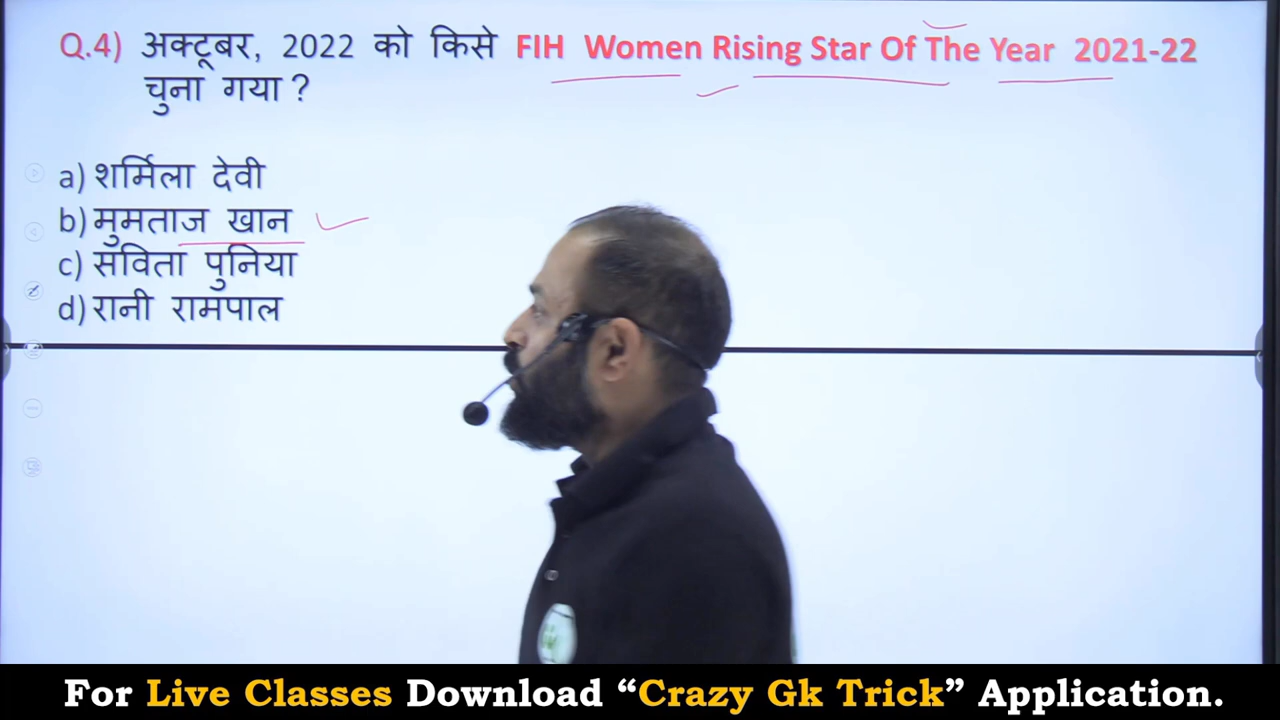 Q.4) अक्टूबर, 2022 को किसे FIH Women Rising Star Of The Year 2021-22
चुना गया ?
a) शर्मिला देवी
b) मुमताज खान
c) सविता पुनिया
d) रानी रामपाल
For Live Classes Download “Crazy Gk Trick” Application.